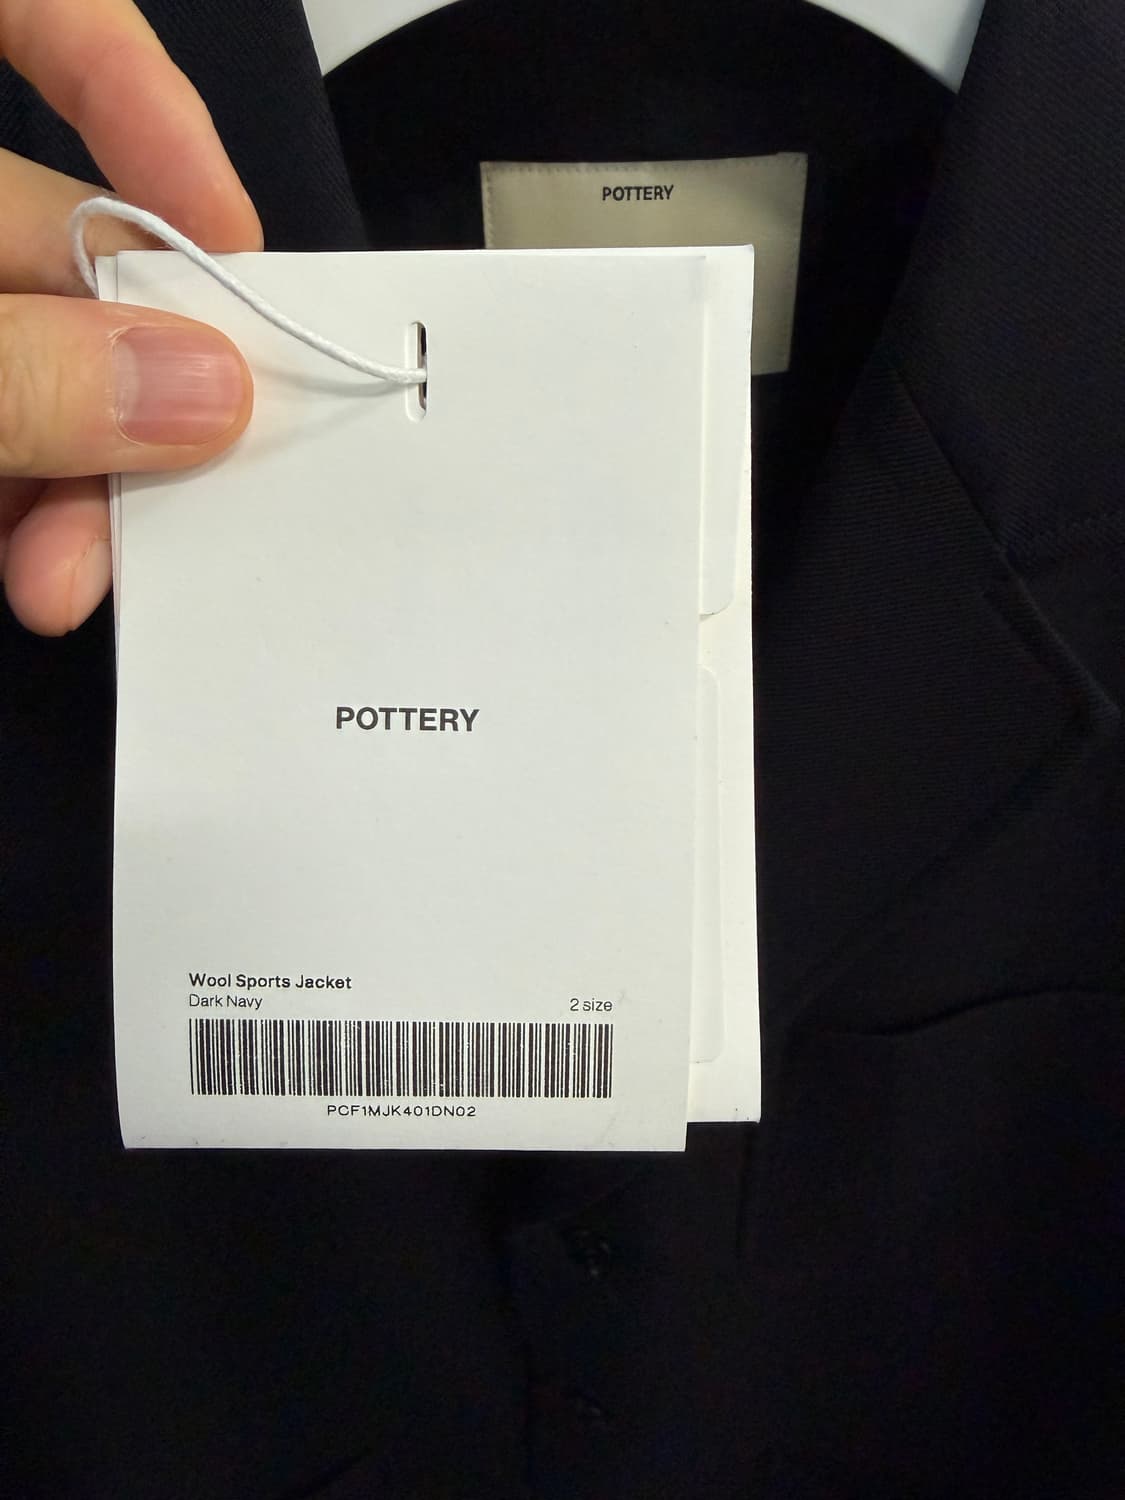 POTTERY
POTTERY
Wool Sports Jacket
Dark Navy
2 size
PCF1MJK401DN02